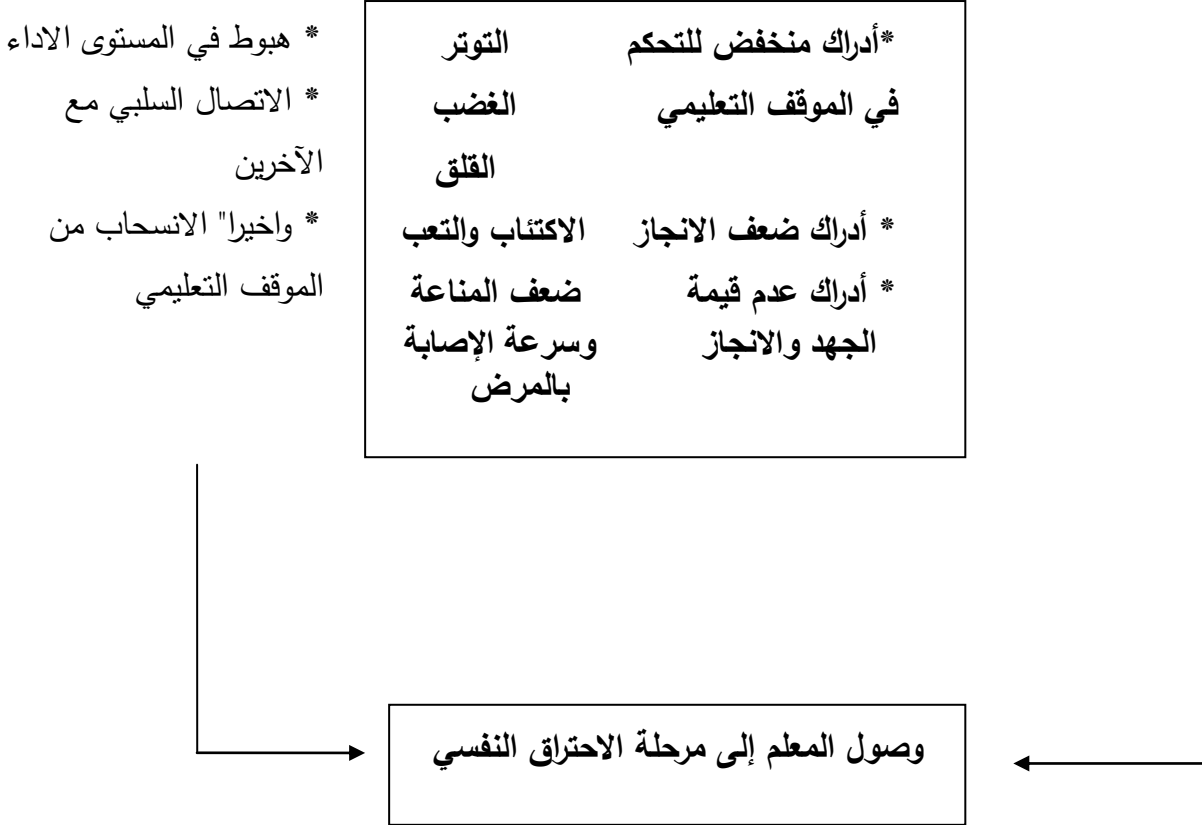 *أدراك منخفض للتحكم
في الموقف التعليمي
* أدراك ضعف الانجاز
* أدراك عدم قيمة
الجهد والانجاز
التوتر
الغضب
القلق
الاكتئاب والتعب
ضعف المناعة
وسرعة الإصابة
بالمرض
* هبوط في المستوى الاداء
* الاتصال السلبي مع
الآخرين
* واخيرا" الانسحاب من
الموقف التعليمي
وصول المعلم إلى مرحلة الاحتراق النفسي